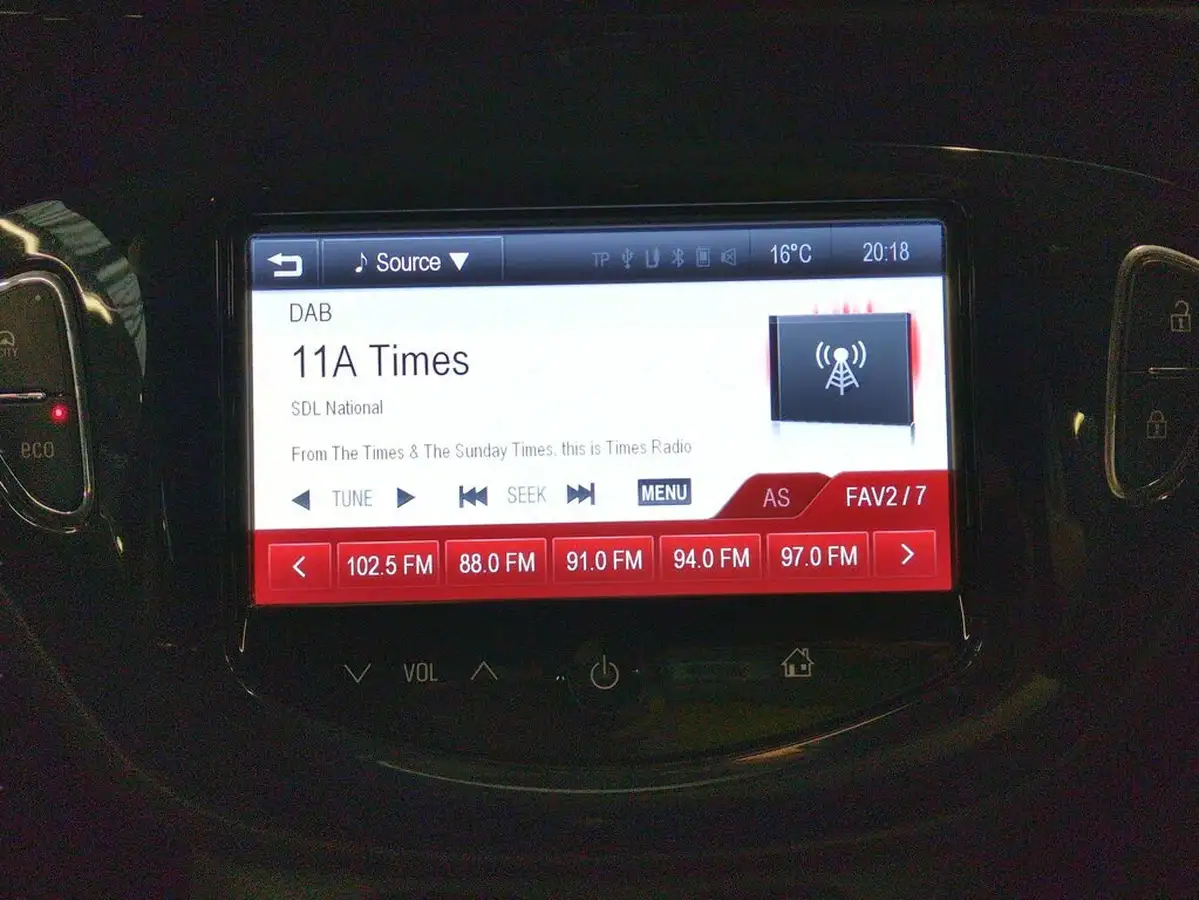 Source
TP
16°C
20:18
DAB
11A Times
SDL National
From The Times & The Sunday Times. this is Times Radio
TUNE
SEEK
MENU
AS
FAV2 / 7
102.5 FM
88.0 FM
91.0 FM
94.0 FM
97.0 FM
CITY
eco
VOL